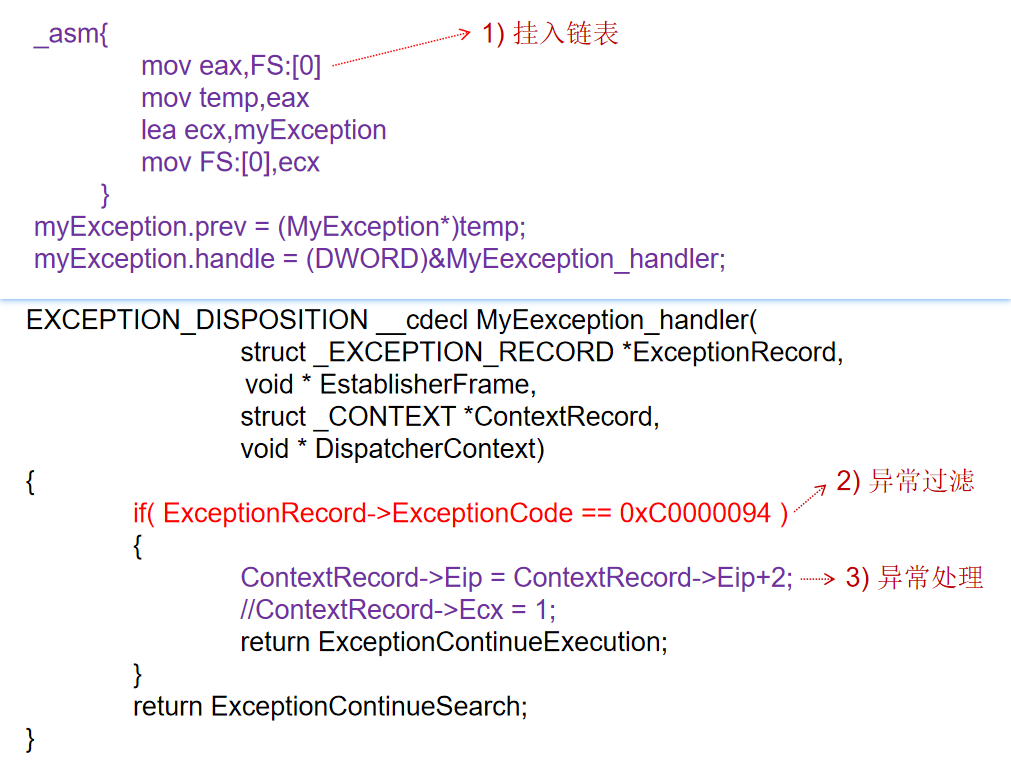 _asm{
1) 挂入链表
mov eax,FS:[0]
mov temp,eax
lea ecx,myException
mov FS:[0],ecx
}
myException.prev = (MyException*)temp;
myException.handle = (DWORD)&MyEexception_handler;
EXCEPTION_DISPOSITION __cdecl MyEexception_handler(
struct _EXCEPTION_RECORD *ExceptionRecord,
void * EstablisherFrame,
struct _CONTEXT *ContextRecord,
void * DispatcherContext)
{
2) 异常过滤
if( ExceptionRecord->ExceptionCode == 0xC0000094 )
{
ContextRecord->Eip = ContextRecord->Eip+2;
3) 异常处理
//ContextRecord->Ecx = 1;
return ExceptionContinueExecution;
}
return ExceptionContinueSearch;
}